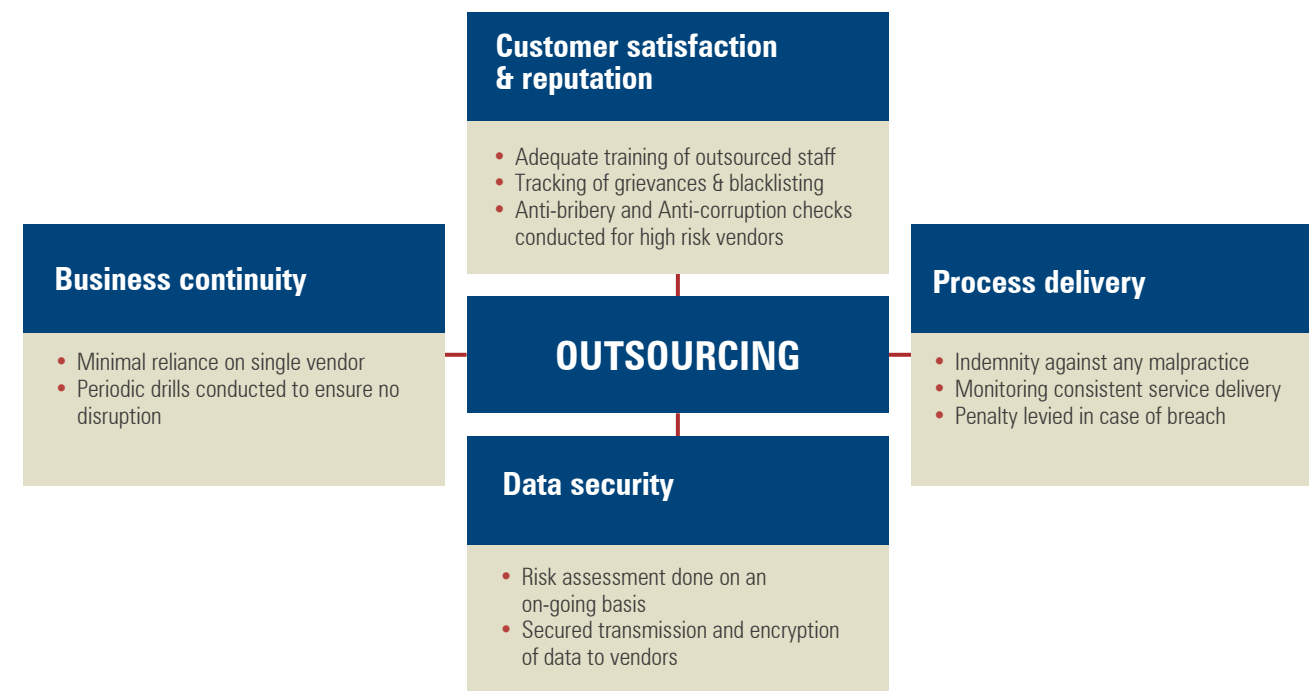 Customer satisfaction
& reputation
• Adequate training of outsourced staff
• Tracking of grievances & blacklisting
• Anti-bribery and Anti-corruption checks
conducted for high risk vendors
Business continuity
• Minimal reliance on single vendor
• Periodic drills conducted to ensure no
disruption
OUTSOURCING
Process delivery
• Indemnity against any malpractice
• Monitoring consistent service delivery
• Penalty levied in case of breach
Data security
• Risk assessment done on an
on-going basis
• Secured transmission and encryption
of data to vendors